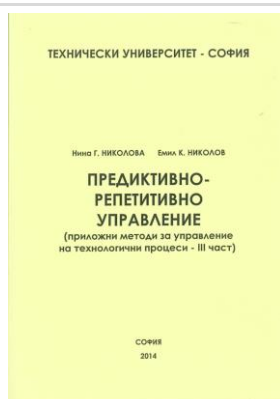 ТЕХНИЧЕСКИ УНИВЕРСИТЕТ - СОФИЯ
Нина Г. НИКОЛОВА Емил К. НИКОЛОВ
ПРЕДИКТИВНО-
РЕПЕТИТИВНО
УПРАВЛЕНИЕ
(приложни методи за управление
на технологични процеси - III част)
СОФИЯ
2014